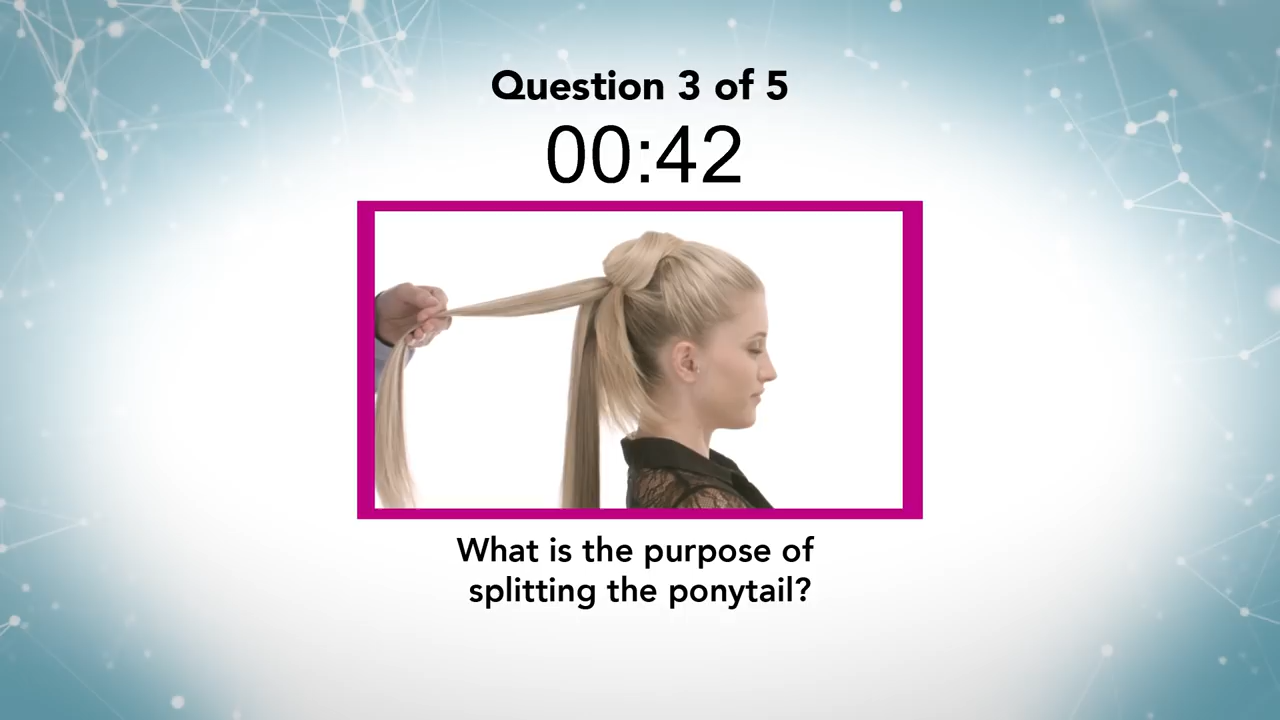 Question 3 of 5
00:42
What is the purpose of
splitting the ponytail?